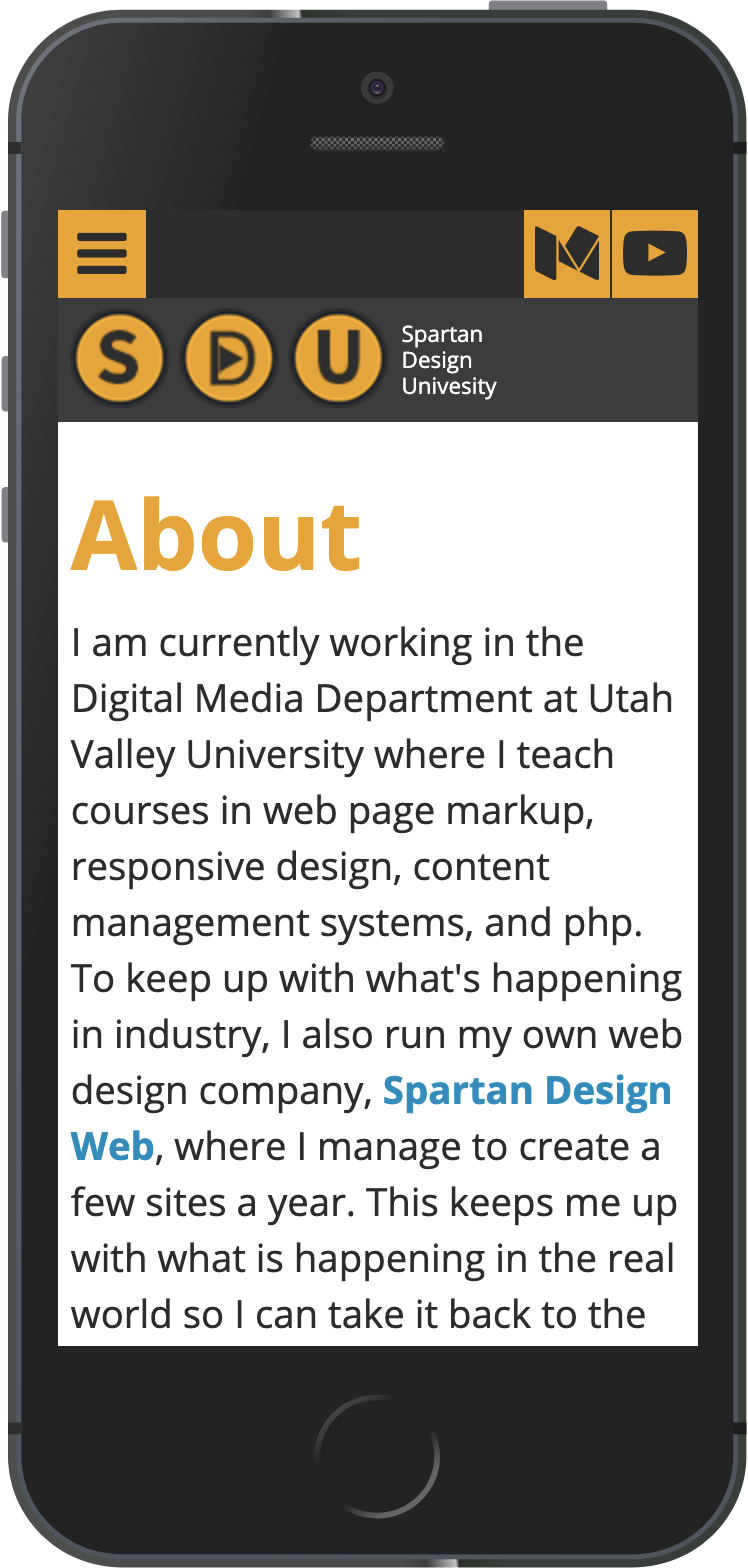 S D U
Spartan
Design
Univesity
About
I am currently working in the
Digital Media Department at Utah
Valley University where I teach
courses in web page markup,
responsive design, content
management systems, and php.
To keep up with what's happening
in industry, I also run my own web
design company, Spartan Design
Web, where I manage to create a
few sites a year. This keeps me up
with what is happening in the real
world so I can take it back to the